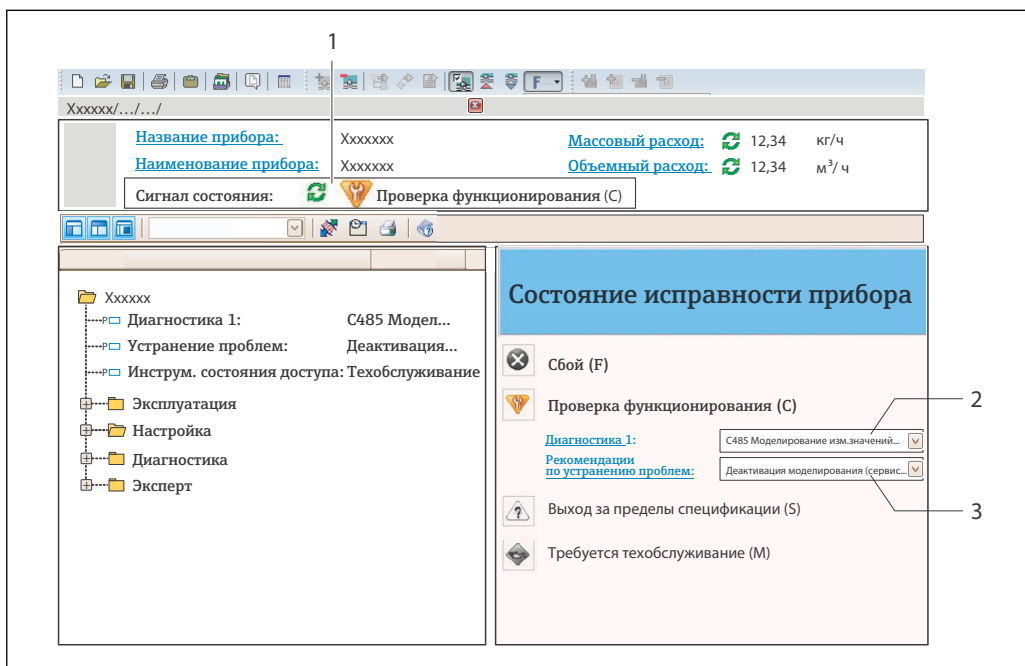 1
F
Xxxxxx/.../.../
Название прибора: Xxxxxxx Массовый расход: 12,34 кг/ч
Наименование прибора: Xxxxxxx Объемный расход: 12,34 м³/ ч
Сигнал состояния: Проверка функционирования (C)
Xxxxxx
P Диагностика 1: C485 Модел...
P Устранение проблем: Деактивация...
P Инструм. состояния доступа: Техобслуживание
Эксплуатация
Настройка
Диагностика
Эксперт
Состояние исправности прибора
Сбой (F)
Проверка функционирования (C)
2
Диагностика 1: C485 Моделирование изм.значений...
Рекомендации
по устранению проблем: Деактивация моделирования (сервис...
3
Выход за пределы спецификации (S)
Требуется техобслуживание (M)